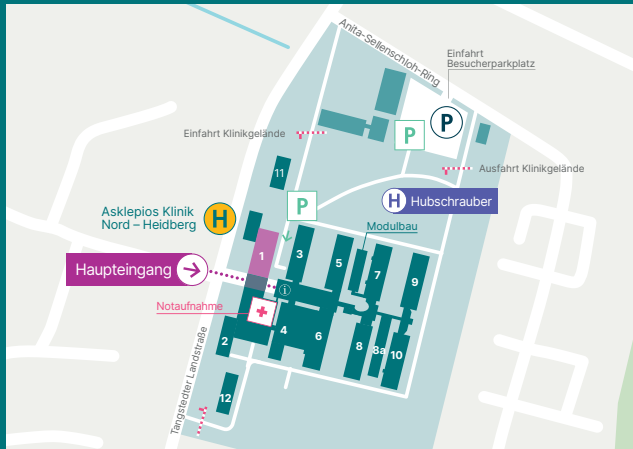 Anita-Sellenschloh-Ring
Einfahrt
Besucherparkplatz
P
P
Einfahrt Klinikgelände
Ausfahrt Klinikgelände
11
H Hubschrauber
P
Asklepios Klinik
Nord – Heidberg
H
Modulbau
1
3
5
7
9
Haupteingang
i
Notaufnahme
2
4
6
8
8a
10
12
Tangstedter Landstraße